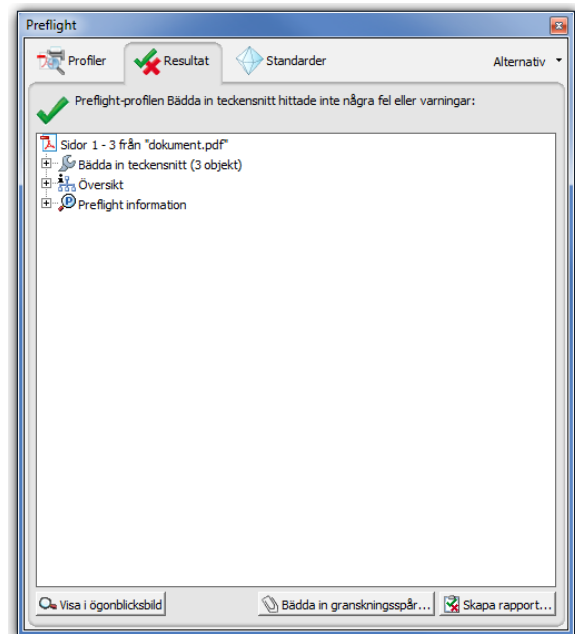 Preflight
Profiler Resultat Standarder Alternativ
Preflight-profilen Bädda in teckensnitt hittade inte några fel eller varningar:
Sidor 1 - 3 från "dokument.pdf"
Bädda in teckensnitt (3 objekt)
Översikt
Preflight information
Visa i ögonblicksbild Bädda in granskningsspår... Skapa rapport...